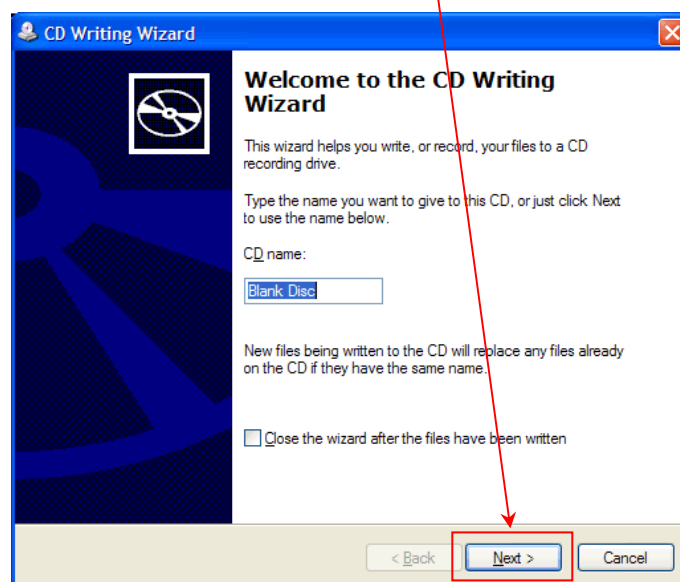 CD Writing Wizard
Welcome to the CD Writing
Wizard
This wizard helps you write, or record, your files to a CD
recording drive.
Type the name you want to give to this CD, or just click Next
to use the name below.
CD name:
Blank Disc
New files being written to the CD will replace any files already
on the CD if they have the same name.
Close the wizard after the files have been written
< Back Next > Cancel